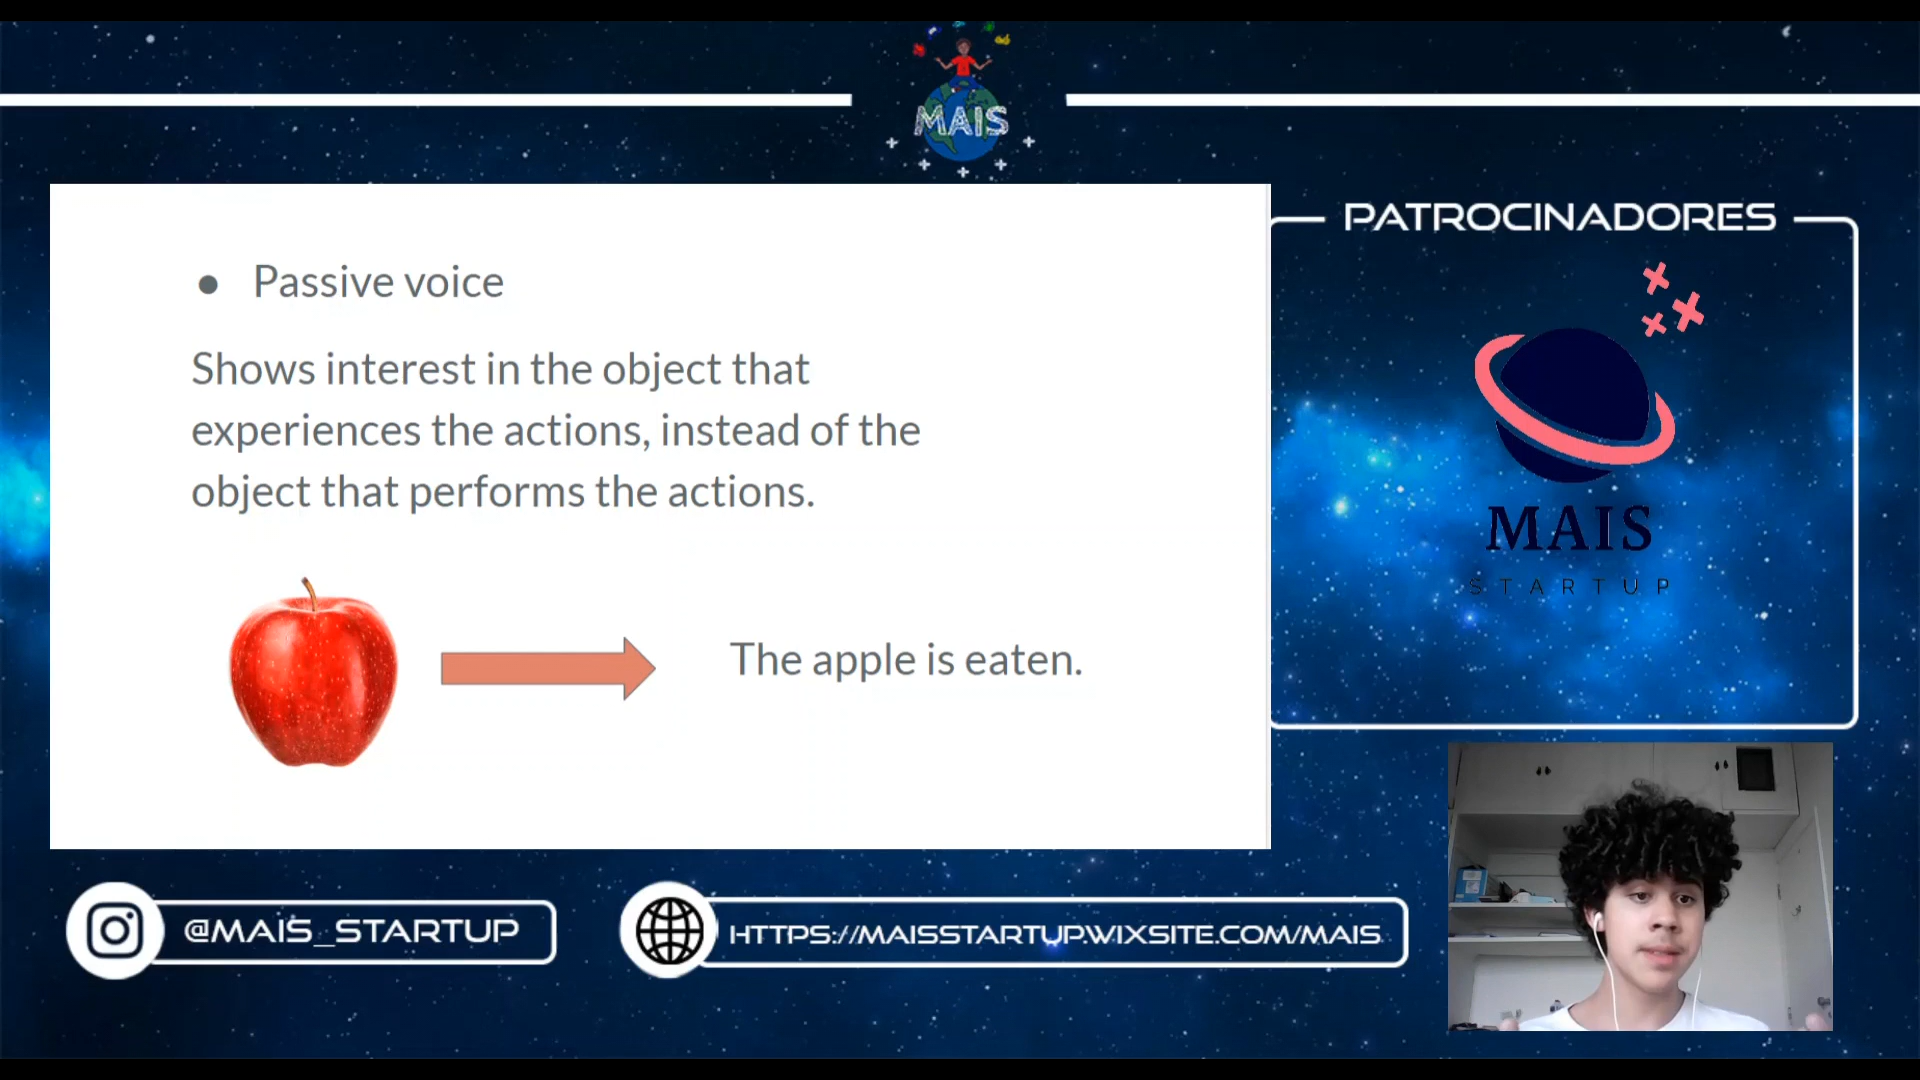 MAIS
PATROCINADORES
● Passive voice
Shows interest in the object that
experiences the actions, instead of the
object that performs the actions.
The apple is eaten.
MAIS
STARTUP
@MAIS_STARTUP
HTTPS://MAISSTARTUP.WIXSITE.COM/MAIS